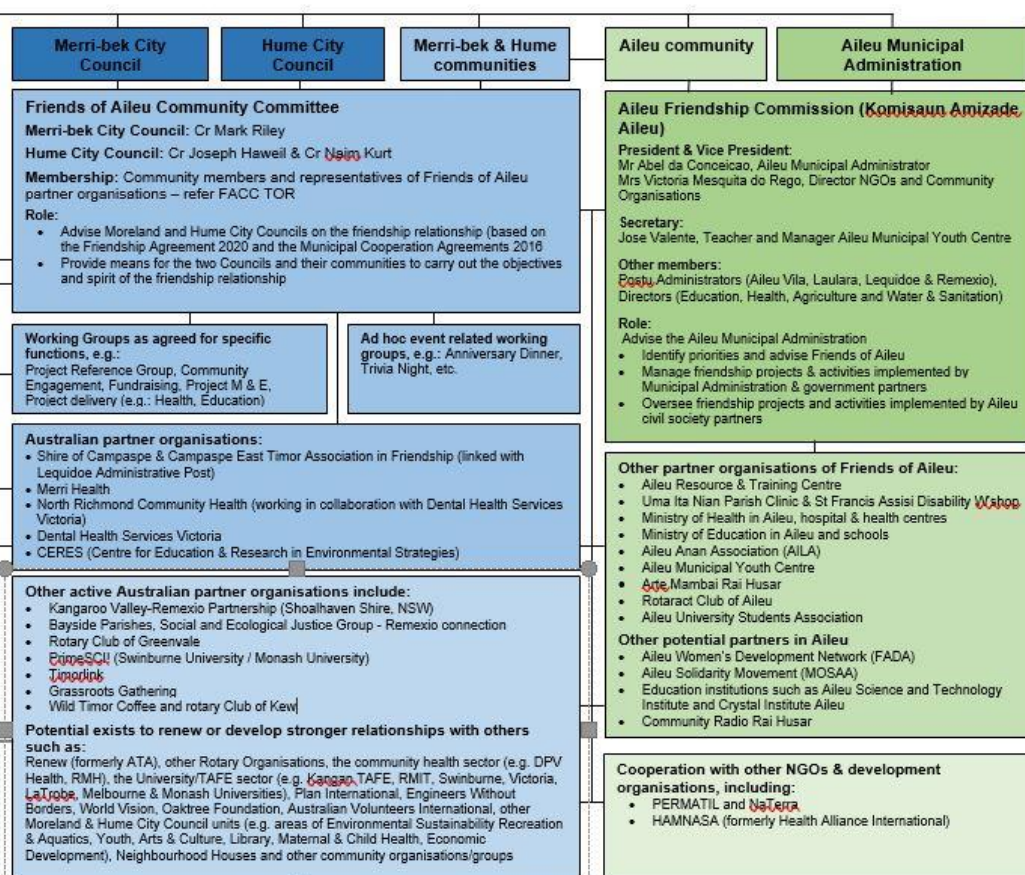 Merri-bek City
Council
Hume City
Council
Merri-bek & Hume
communities
Aileu community
Aileu Municipal
Administration
Friends of Aileu Community Committee
Merri-bek City Council: Cr Mark Riley
Hume City Council: Cr Joseph Haweil & Cr Naim Kurt
Membership: Community members and representatives of Friends of Aileu
partner organisations – refer FACC TOR
Role:
• Advise Moreland and Hume City Councils on the friendship relationship (based on
the Friendship Agreement 2020 and the Municipal Cooperation Agreements 2016
• Provide means for the two Councils and their communities to carry out the objectives
and spirit of the friendship relationship
Working Groups as agreed for specific
functions, e.g.:
Project Reference Group, Community
Engagement, Fundraising, Project M & E,
Project delivery (e.g.: Health, Education)
Ad hoc event related working
groups, e.g.: Anniversary Dinner,
Trivia Night, etc.
Australian partner organisations:
• Shire of Campaspe & Campaspe East Timor Association in Friendship (linked with
Lequidoe Administrative Post)
• Merri Health
• North Richmond Community Health (working in collaboration with Dental Health Services
Victoria)
• Dental Health Services Victoria
• CERES (Centre for Education & Research in Environmental Strategies)
Other active Australian partner organisations include:
• Kangaroo Valley-Remexio Partnership (Shoalhaven Shire, NSW)
• Bayside Parishes, Social and Ecological Justice Group - Remexio connection
• Rotary Club of Greenvale
• PrimeSCI! (Swinburne University / Monash University)
• Timorlink
• Grassroots Gathering
• Wild Timor Coffee and rotary Club of Kew
Potential exists to renew or develop stronger relationships with others
such as:
Renew (formerly ATA), other Rotary Organisations, the community health sector (e.g. DPV
Health, RMH), the University/TAFE sector (e.g. Kangan TAFE, RMIT, Swinburne, Victoria,
LaTrobe, Melbourne & Monash Universities), Plan International, Engineers Without
Borders, World Vision, Oaktree Foundation, Australian Volunteers International, other
Moreland & Hume City Council units (e.g. areas of Environmental Sustainability Recreation
& Aquatics, Youth, Arts & Culture, Library, Maternal & Child Health, Economic
Development), Neighbourhood Houses and other community organisations/groups
Aileu Friendship Commission (Komisaun Amizade
Aileu)
President & Vice President:
Mr Abel da Conceicao, Aileu Municipal Administrator
Mrs Victoria Mesquita do Rego, Director NGOs and Community
Organisations
Secretary:
Jose Valente, Teacher and Manager Aileu Municipal Youth Centre
Other members:
Postu Administrators (Aileu Vila, Laulara, Lequidoe & Remexio),
Directors (Education, Health, Agriculture and Water & Sanitation)
Role:
Advise the Aileu Municipal Administration
• Identify priorities and advise Friends of Aileu
• Manage friendship projects & activities implemented by
Municipal Administration & government partners
• Oversee friendship projects and activities implemented by Aileu
civil society partners
Other partner organisations of Friends of Aileu:
• Aileu Resource & Training Centre
• Uma Ita Nian Parish Clinic & St Francis Assisi Disability W'shop
• Ministry of Health in Aileu, hospital & health centres
• Ministry of Education in Aileu and schools
• Aileu Anan Association (AILA)
• Aileu Municipal Youth Centre
• Arte Mambai Rai Husar
• Rotaract Club of Aileu
• Aileu University Students Association
Other potential partners in Aileu
• Aileu Women's Development Network (FADA)
• Aileu Solidarity Movement (MOSAA)
• Education institutions such as Aileu Science and Technology
Institute and Crystal Institute Aileu
• Community Radio Rai Husar
Cooperation with other NGOs & development
organisations, including:
• PERMATIL and NaTerra
• HAMNASA (formerly Health Alliance International)